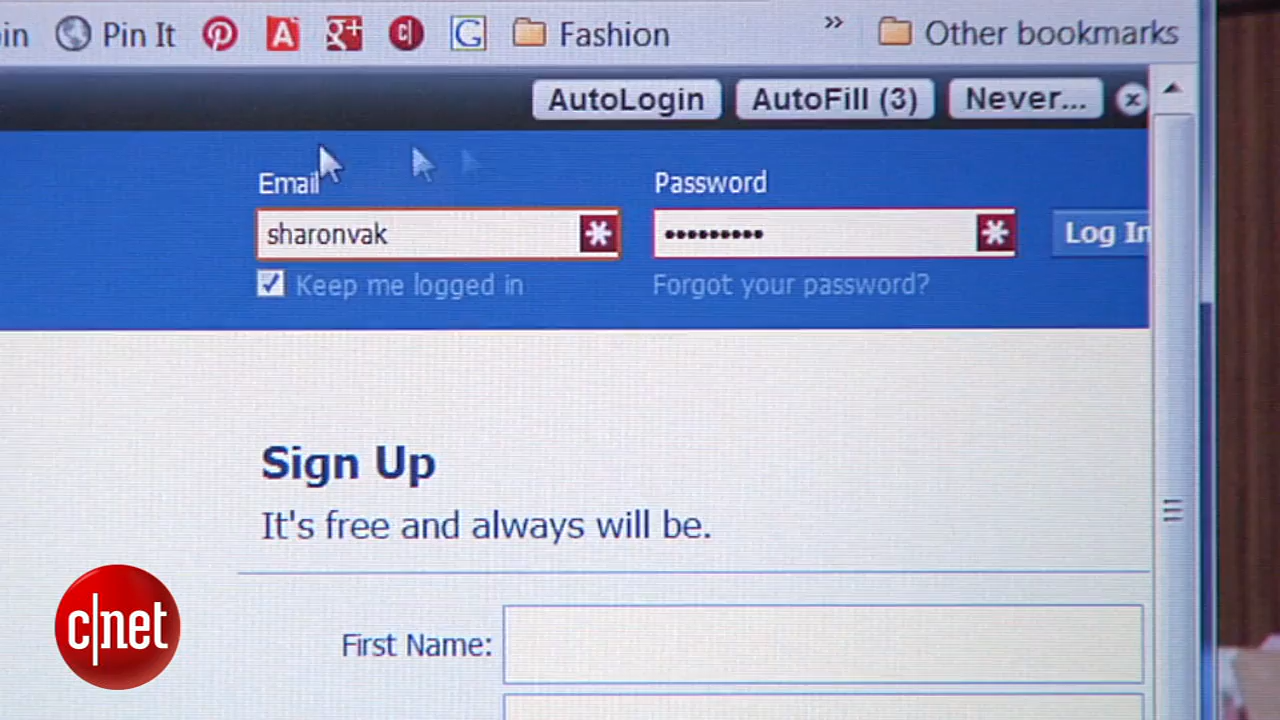 Pin It
A
g+
c|
G
Fashion
»
Other bookmarks
AutoLogin
AutoFill (3)
Never...
x
Email
Password
sharonvak
•••••••••
Log In
Keep me logged in
Forgot your password?
Sign Up
It's free and always will be.
First Name:
c|net